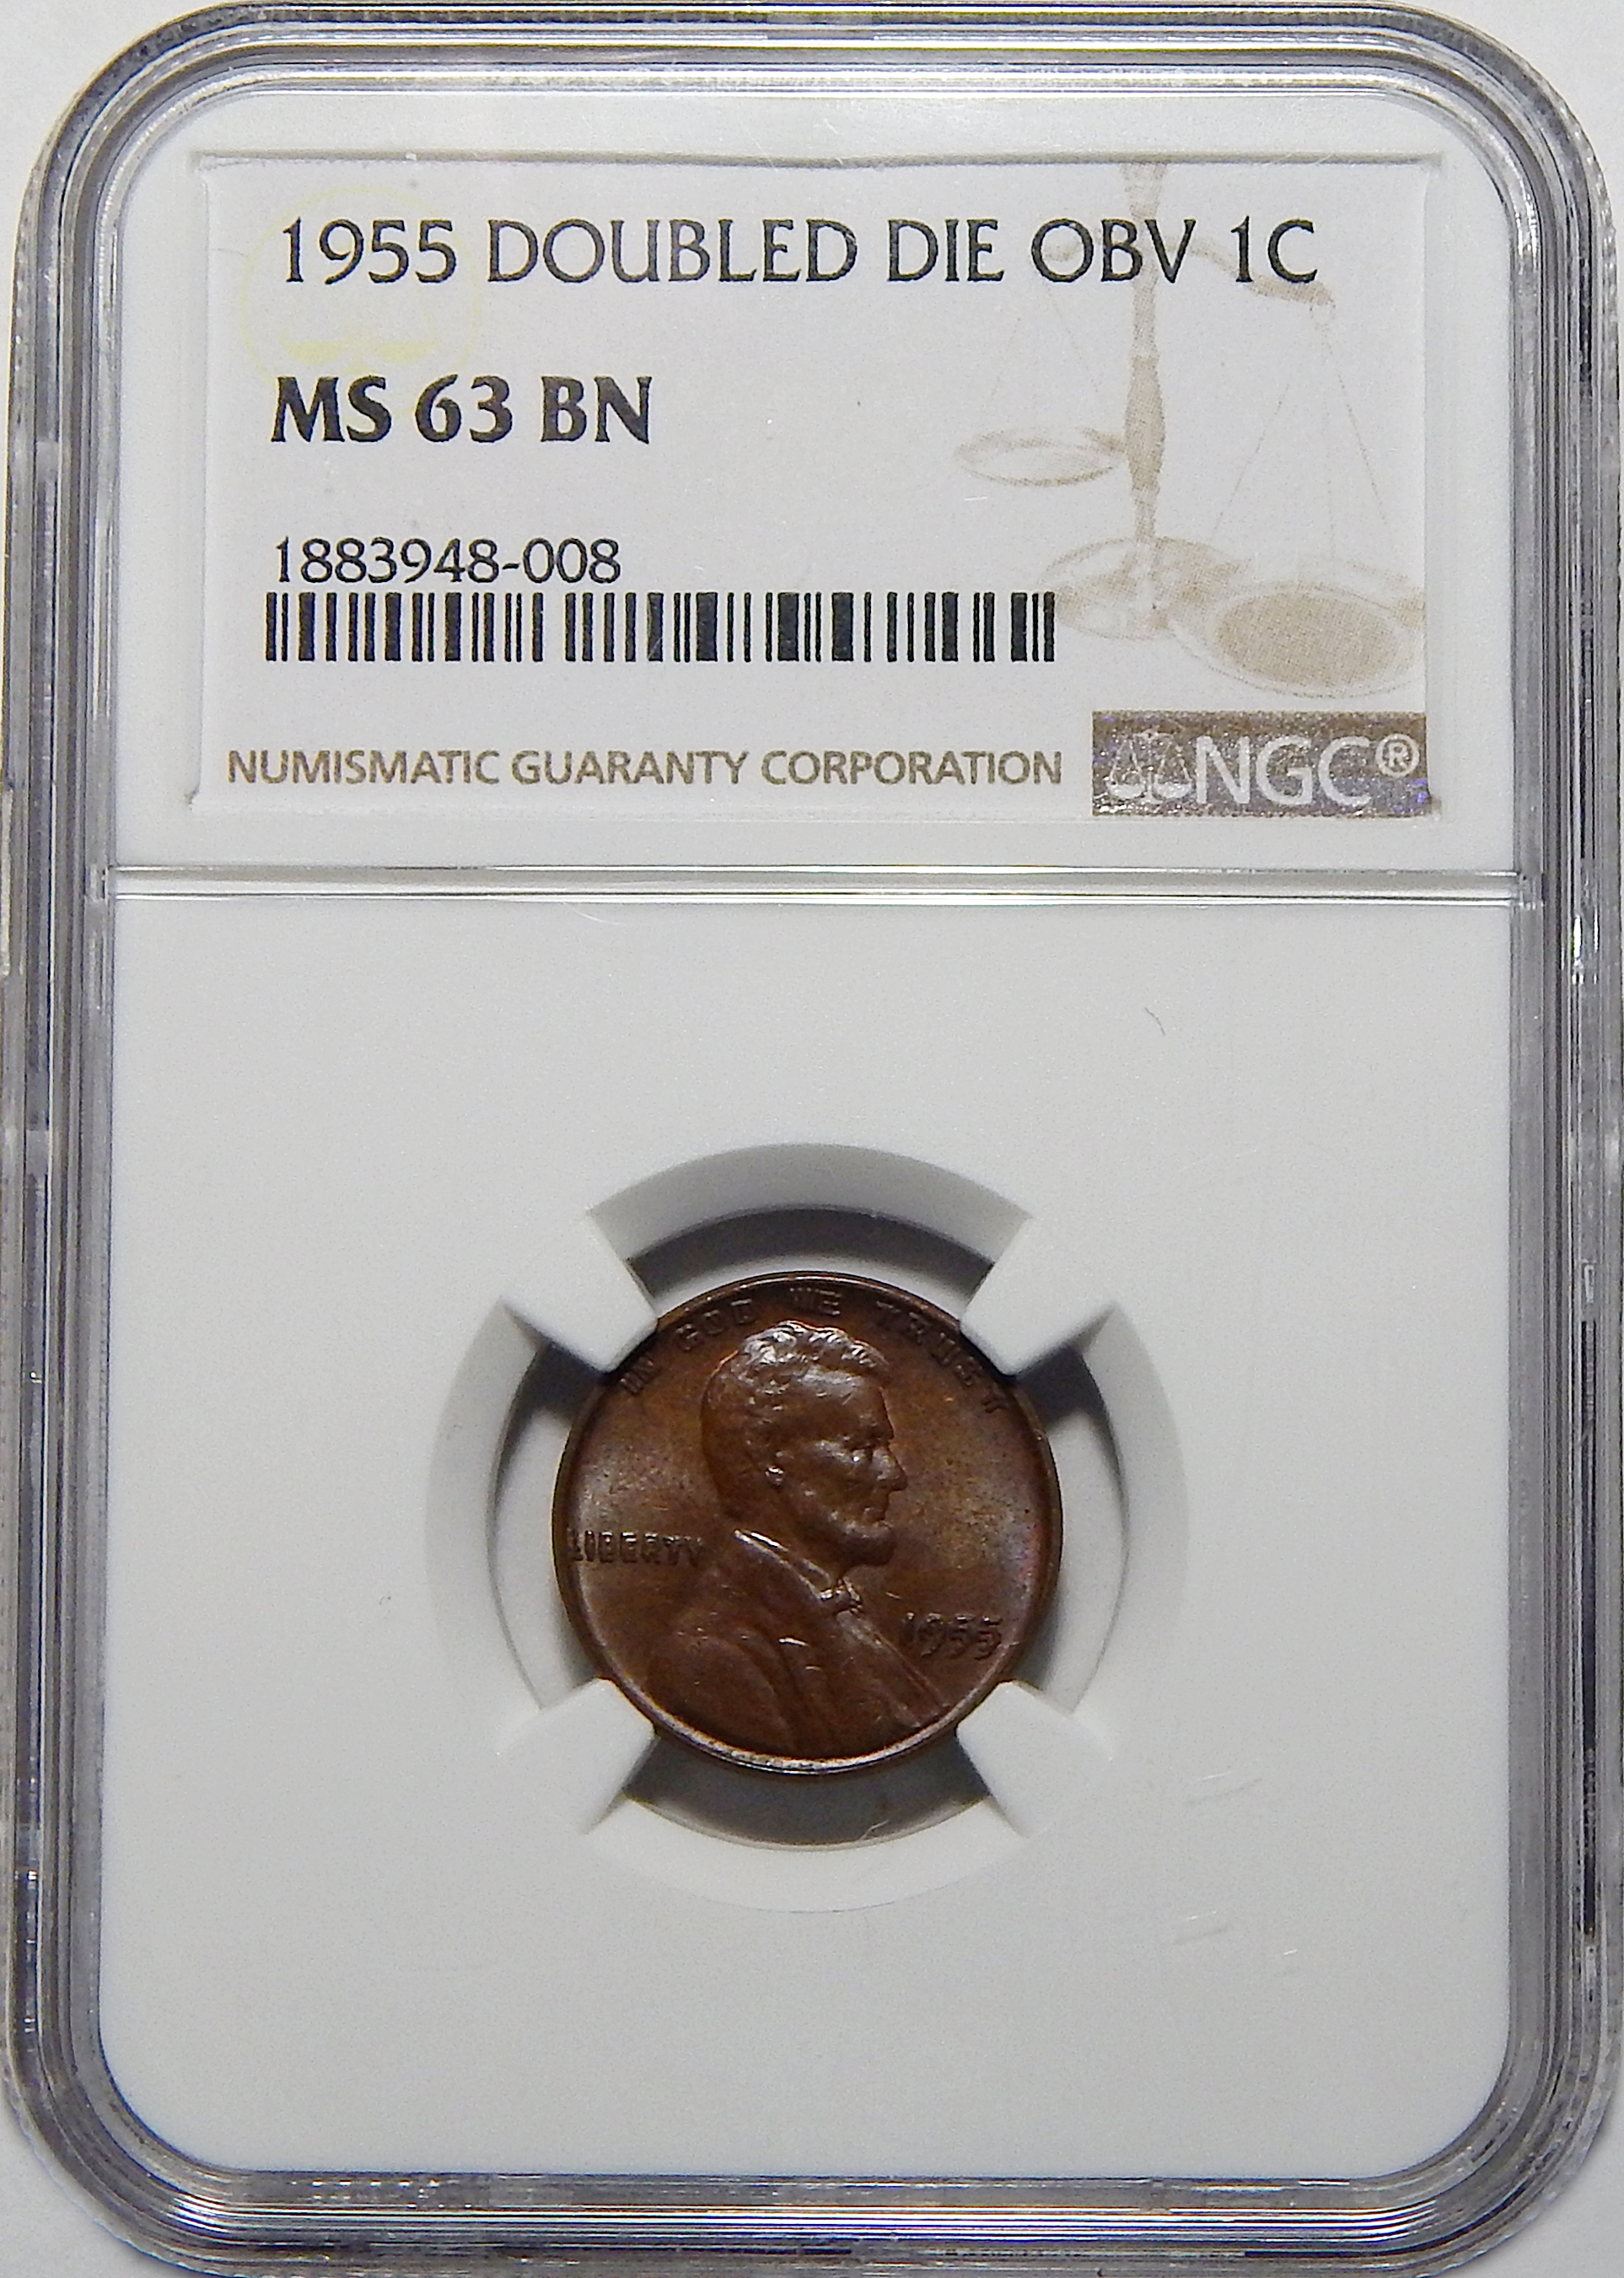 1955 DOUBLED DIE OBV 1C
MS 63 BN
1883948-008
NUMISMATIC GUARANTY CORPORATION
NGC®
IN GOD WE TRUST
LIBERTY
1955